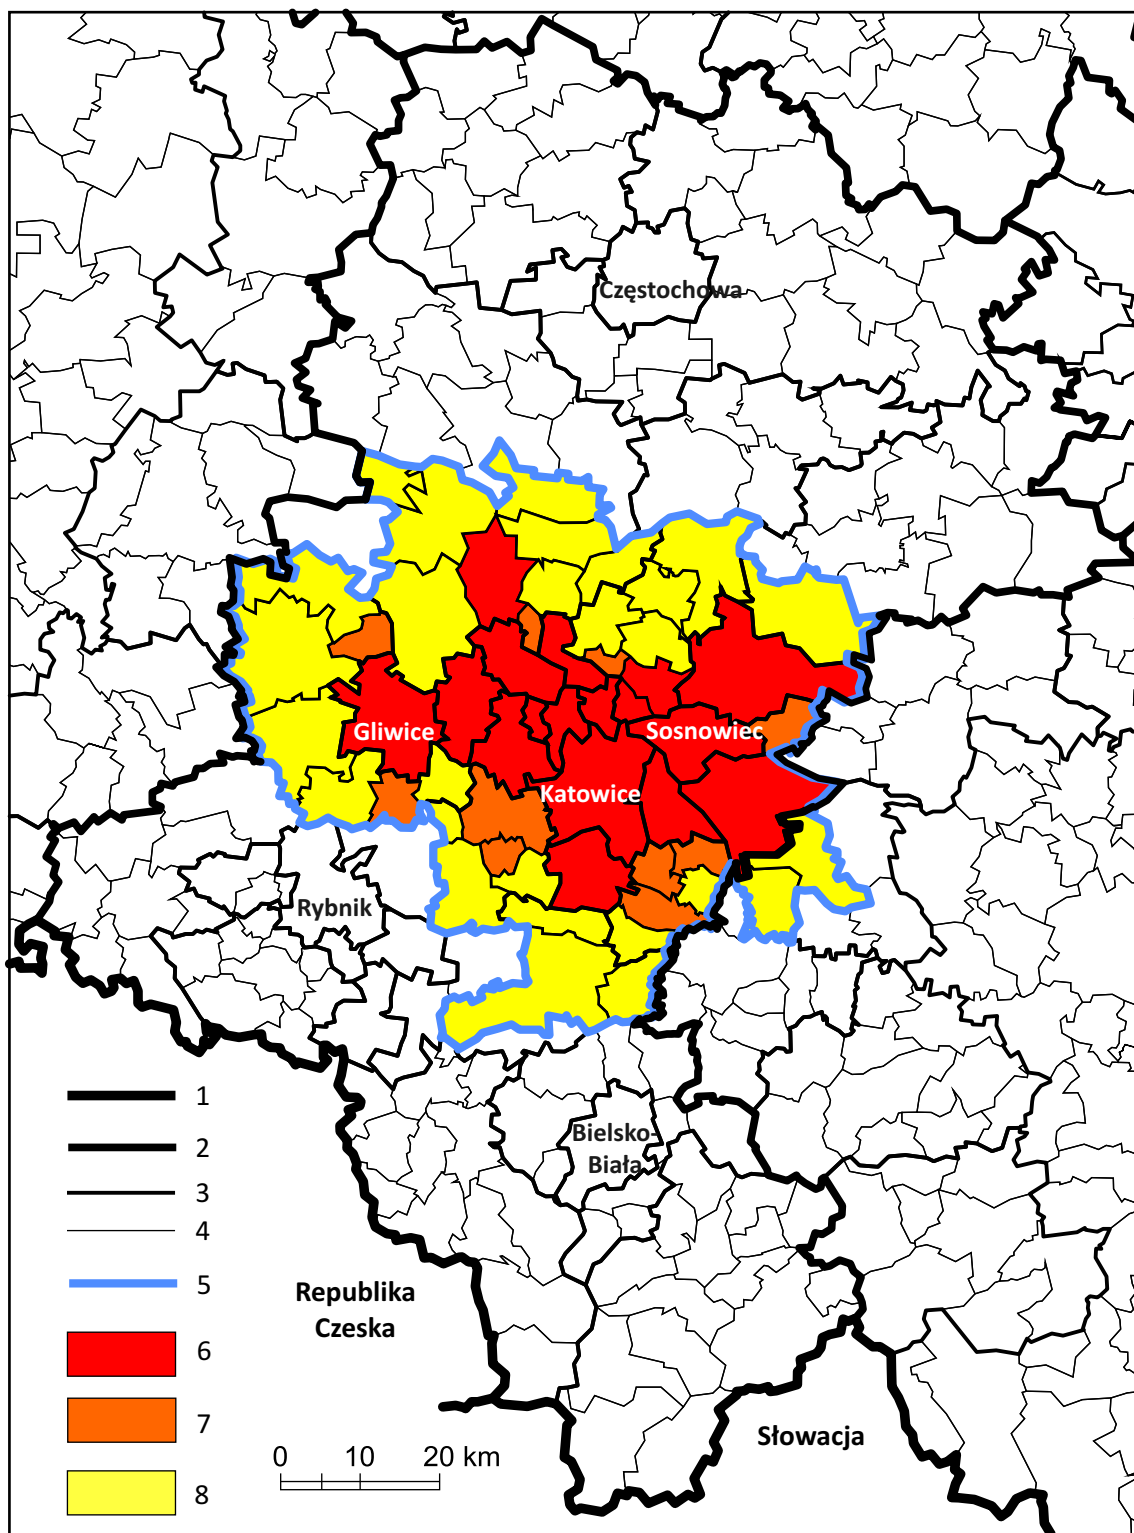 Częstochowa
Gliwice
Sosnowiec
Katowice
Rybnik
Bielsko-
Biała
Republika
Czeska
Słowacja
1
2
3
4
5
6
7
8
0 10 20 km